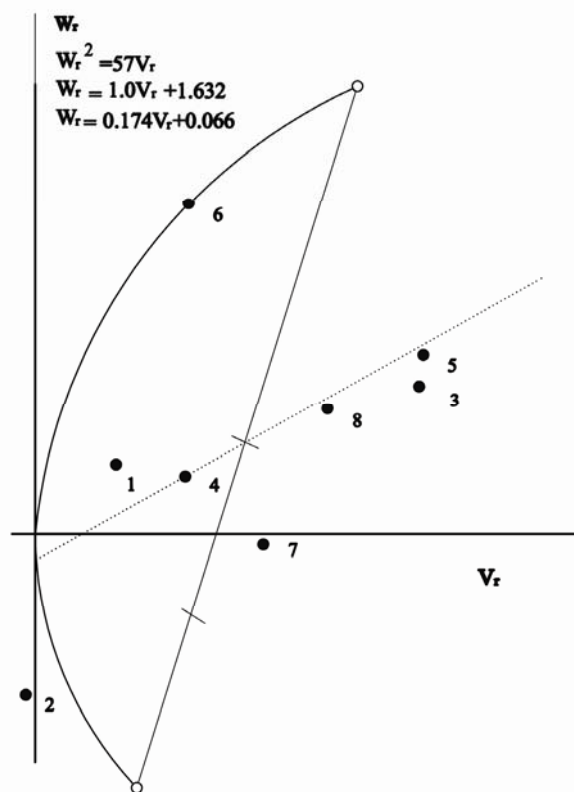 Wr
Wr² =57Vr
Wr = 1.0Vr +1.632
Wr = 0.174Vr+0.066
6
5
3
8
1
4
7
Vr
2